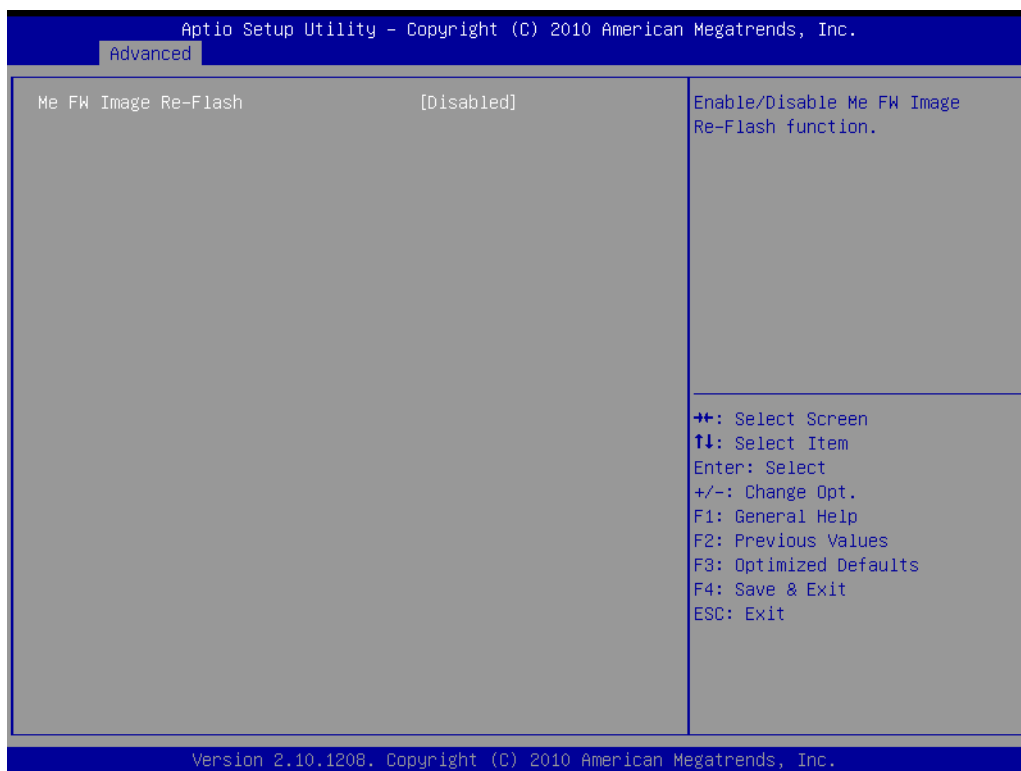 Aptio Setup Utility – Copyright (C) 2010 American Megatrends, Inc.
Advanced
Me FW Image Re-Flash [Disabled]
Enable/Disable Me FW Image
Re-Flash function.
→←: Select Screen
↑↓: Select Item
Enter: Select
+/-: Change Opt.
F1: General Help
F2: Previous Values
F3: Optimized Defaults
F4: Save & Exit
ESC: Exit
Version 2.10.1208. Copyright (C) 2010 American Megatrends, Inc.